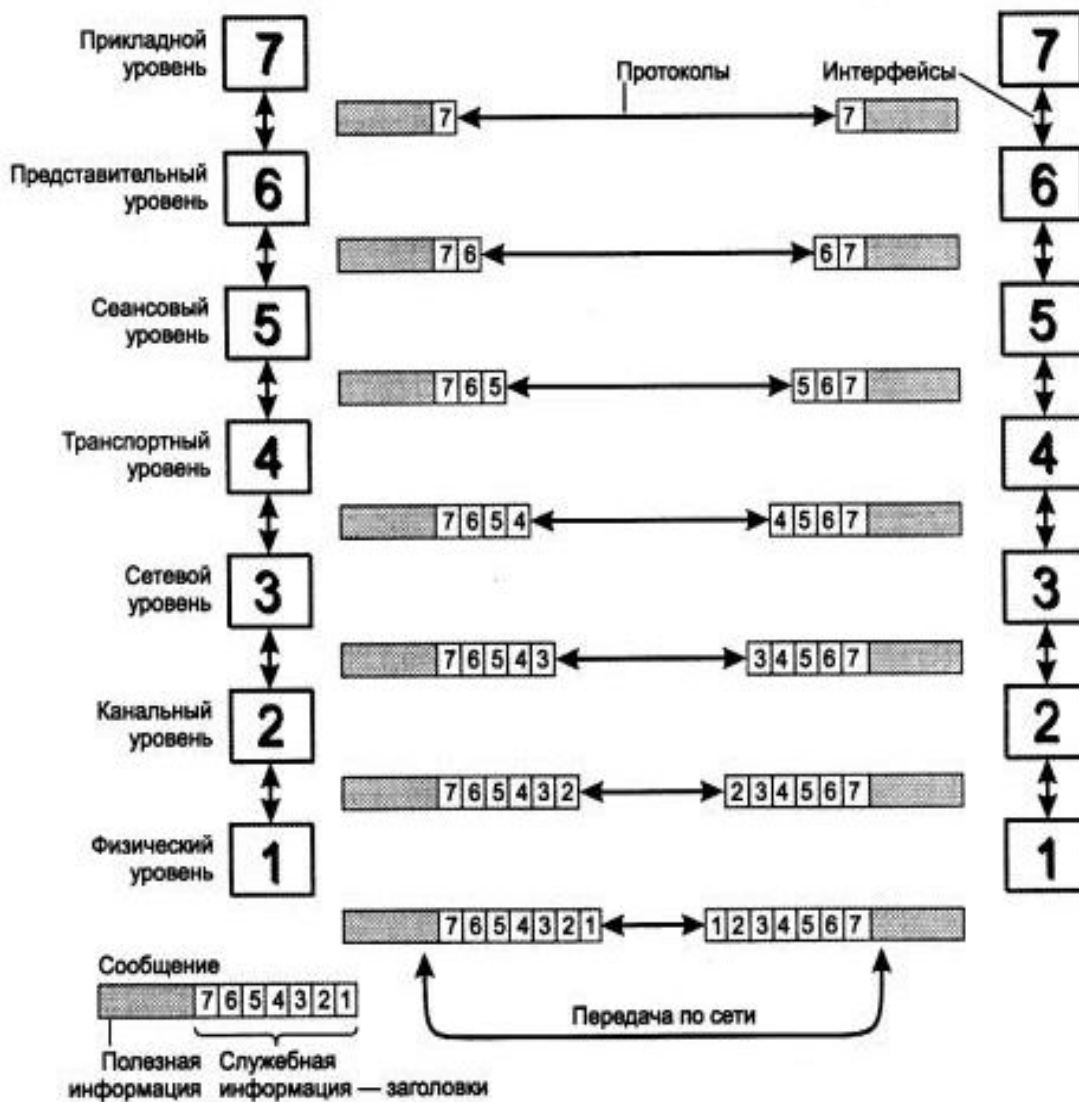 Прикладной
уровень
7
7
Протоколы
Интерфейсы
7
7
Представительный
уровень
6
6
7 6
6 7
Сеансовый
уровень
5
5
7 6 5
5 6 7
Транспортный
уровень
4
4
7 6 5 4
4 5 6 7
Сетевой
уровень
3
3
7 6 5 4 3
3 4 5 6 7
Канальный
уровень
2
2
7 6 5 4 3 2
2 3 4 5 6 7
Физический
уровень
1
1
7 6 5 4 3 2 1
1 2 3 4 5 6 7
Сообщение
7 6 5 4 3 2 1
Передача по сети
Полезная
информация
Служебная
информация — заголовки